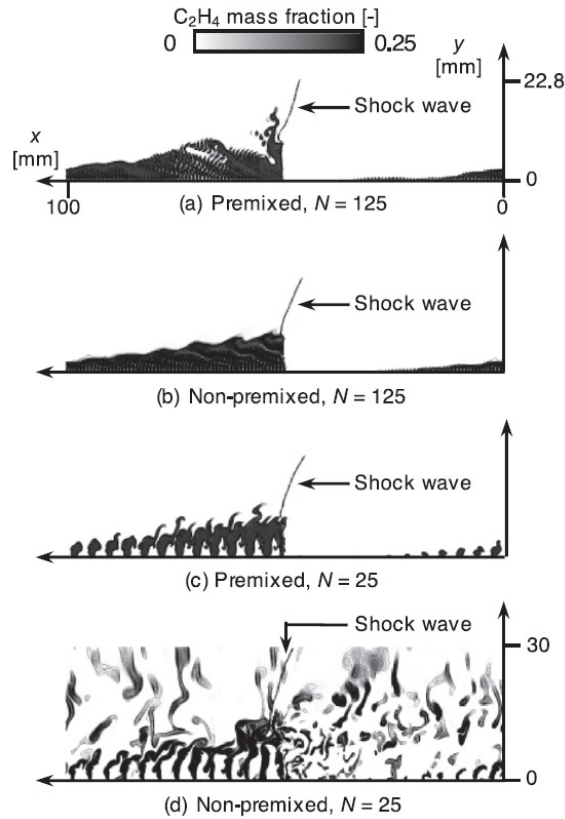 C₂H₄ mass fraction [-]
0 0.25
y
[mm]
22.8
Shock wave
x
[mm]
0
100 0
(a) Premixed, N = 125
Shock wave
(b) Non-premixed, N = 125
Shock wave
(c) Premixed, N = 25
Shock wave
30
0
(d) Non-premixed, N = 25